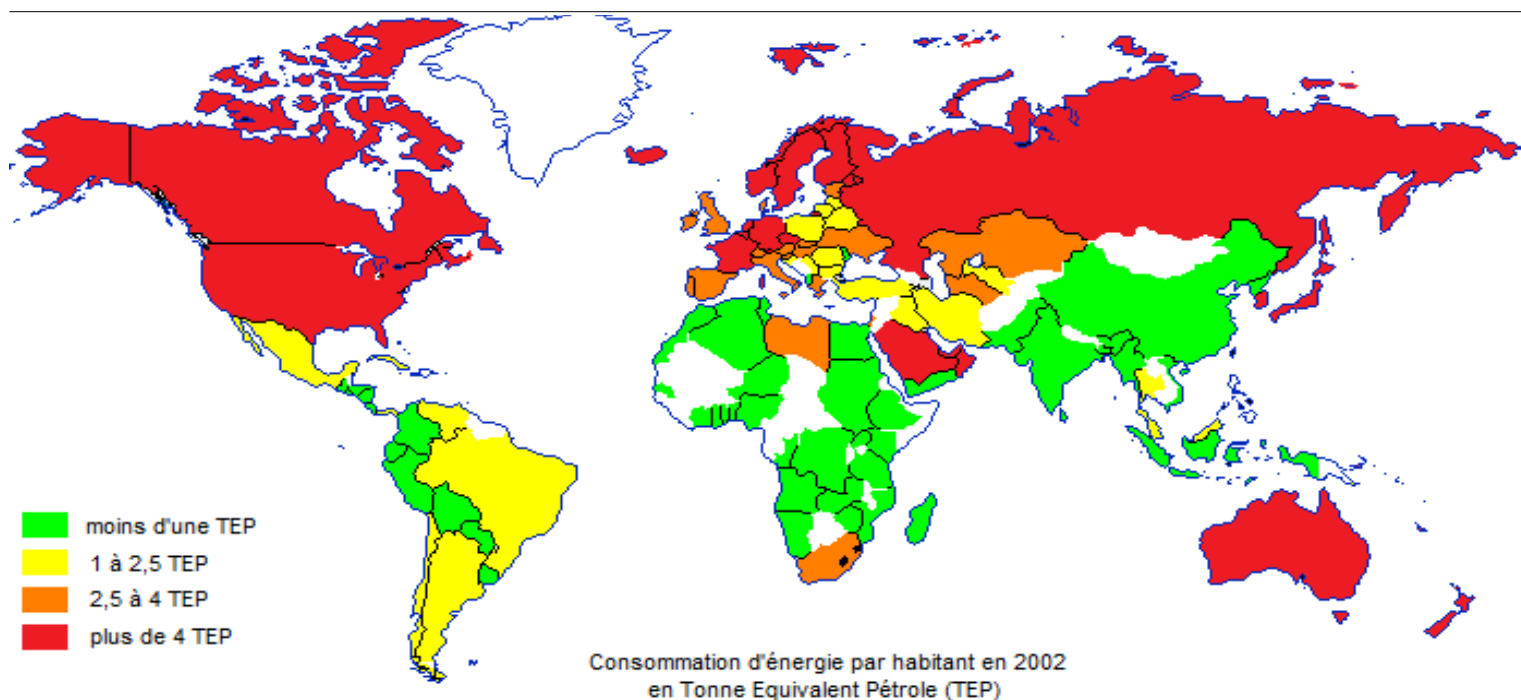 moins d'une TEP
1 à 2,5 TEP
2,5 à 4 TEP
plus de 4 TEP
Consommation d'énergie par habitant en 2002
en Tonne Equivalent Pétrole (TEP)